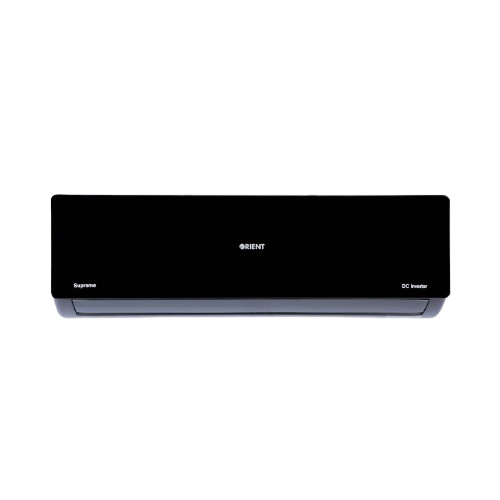 ORIENT
Supreme
DC Inverter